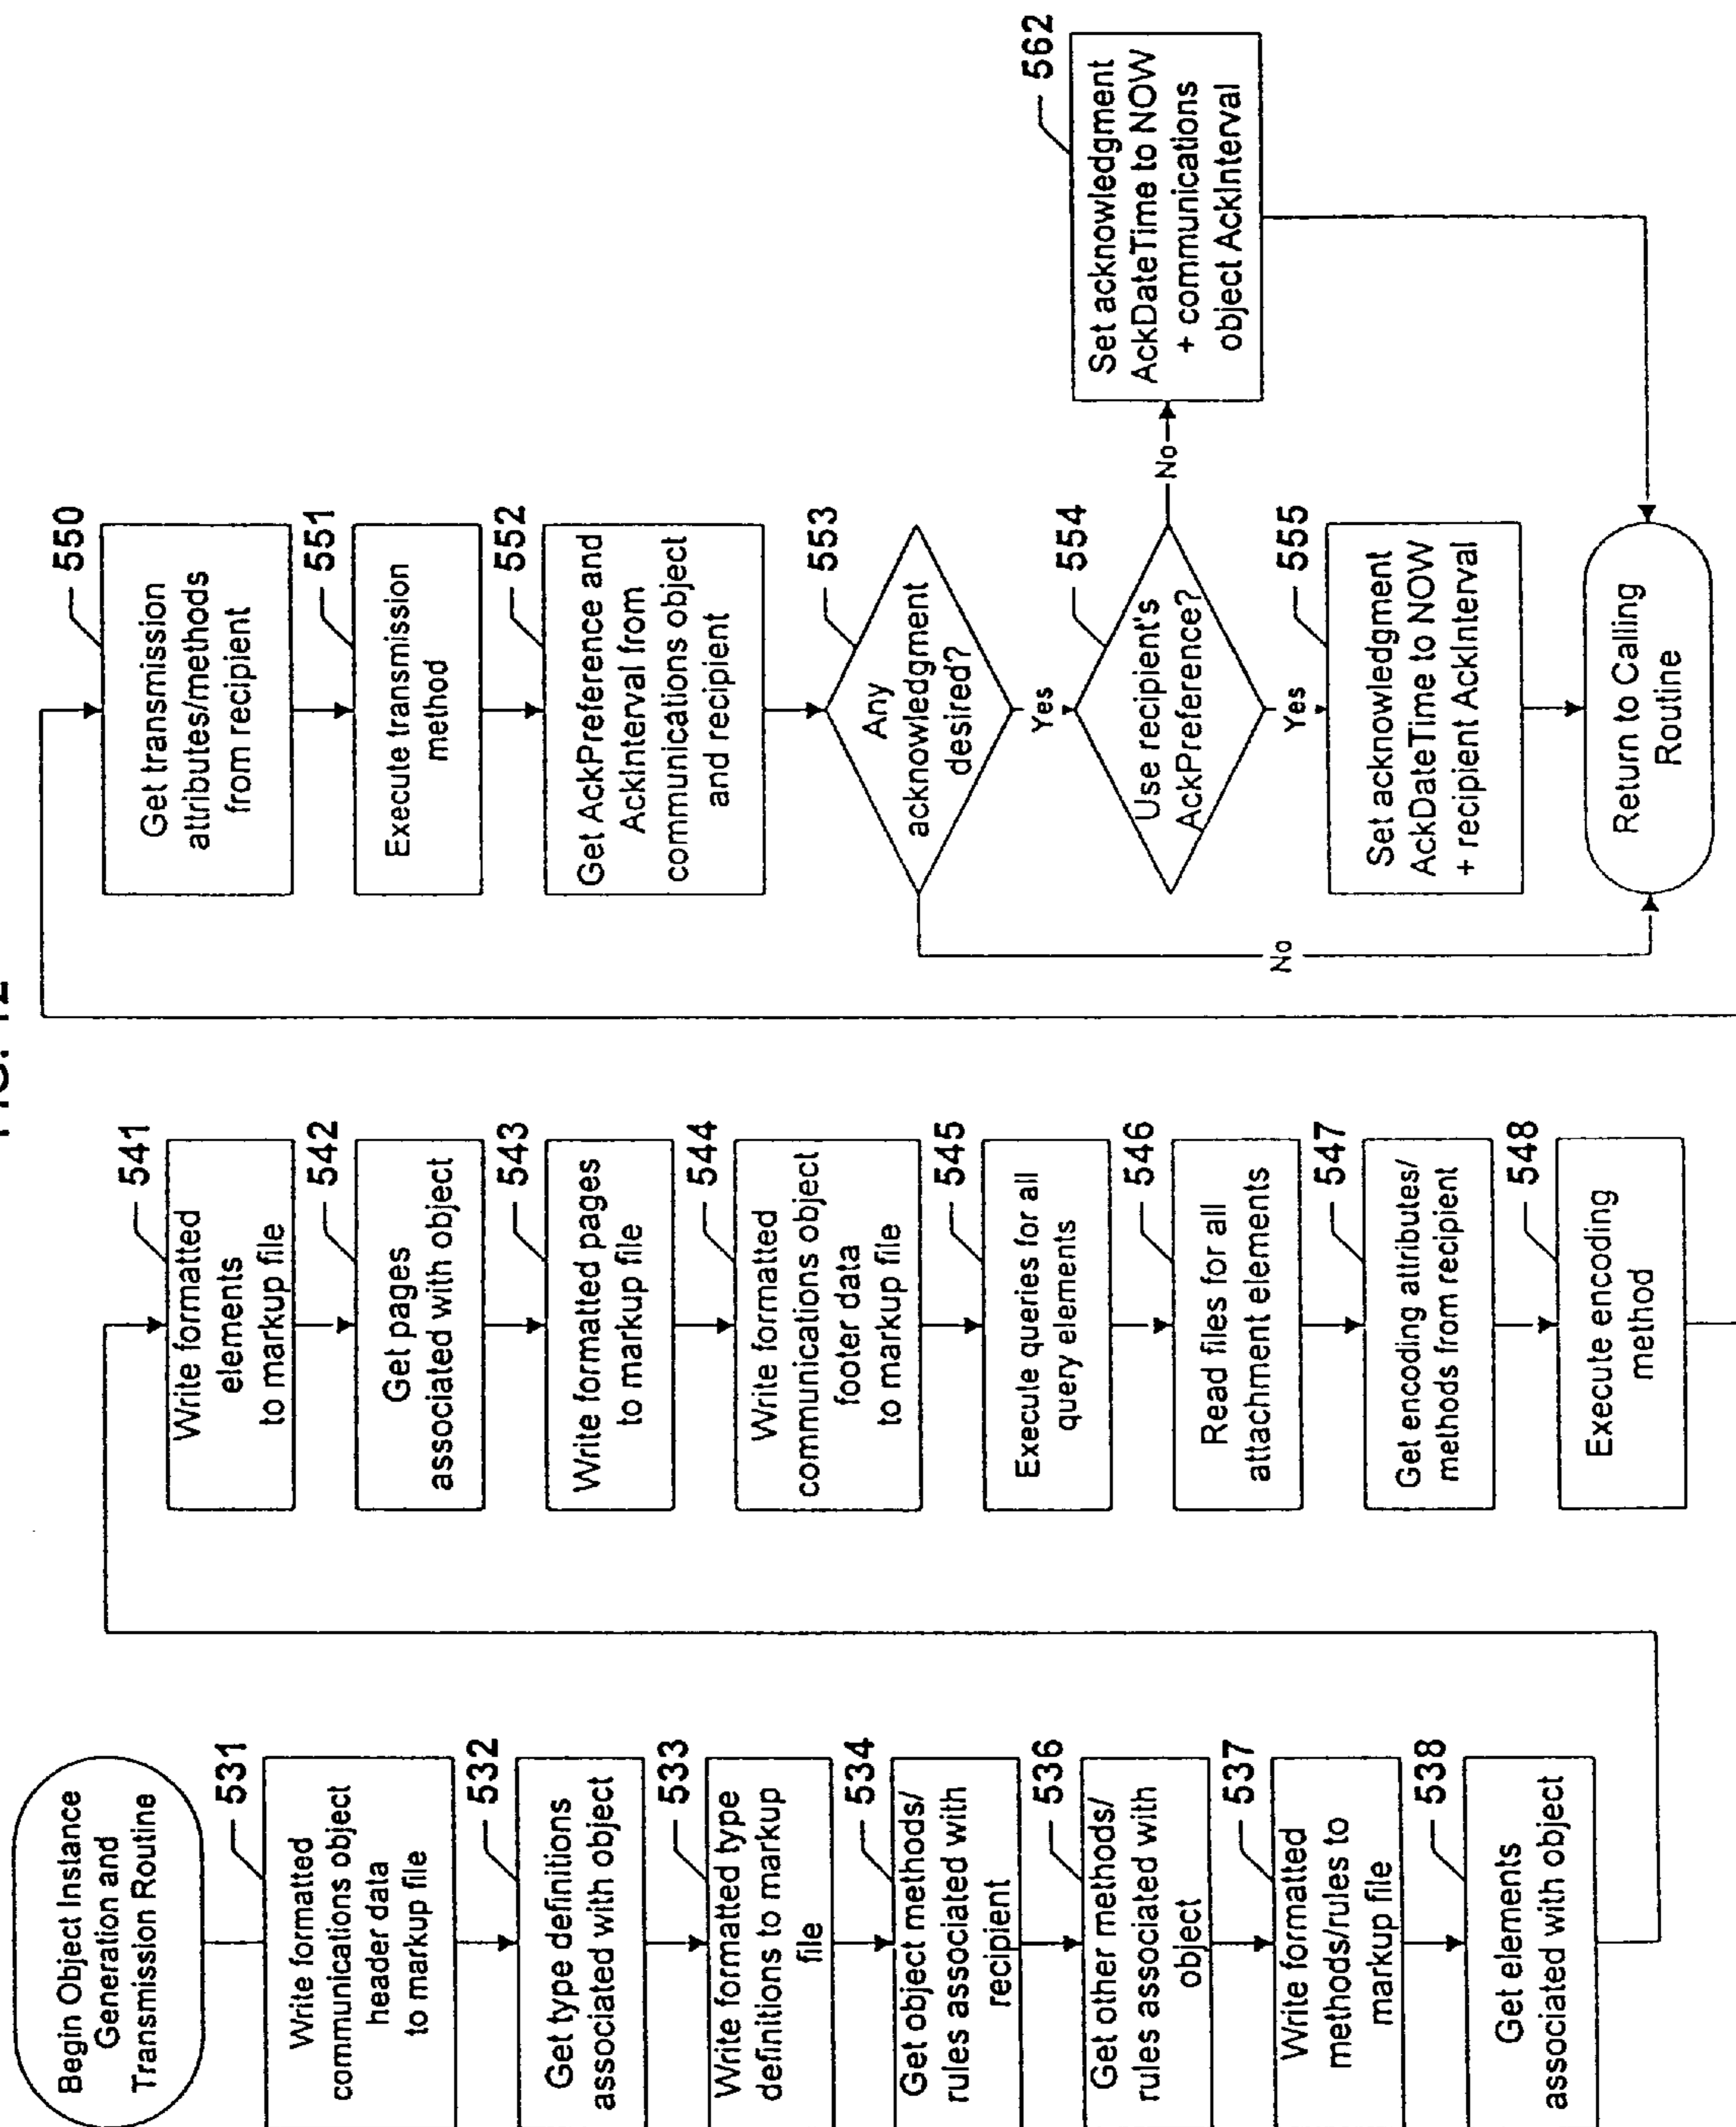 Begin Object Instance
Generation and
Transmission Routine
531
Write formatted
communications object
header data
to markup file
532
Get type definitions
associated with object
533
Write formatted type
definitions to markup
file
534
Get object methods/
rules associated with
recipient
536
Get other methods/
rules associated with
object
537
Write formatted
methods/rules to
markup file
538
Get elements
associated with object
541
Write formatted
elements
to markup file
542
Get pages
associated with object
543
Write formatted pages
to markup file
544
Write formatted
communications object
footer data
to markup file
545
Execute queries for all
query elements
546
Read files for all
attachment elements
547
Get encoding attributes/
methods from recipient
548
Execute encoding
method
550
Get transmission
attributes/methods
from recipient
551
Execute transmission
method
552
Get AckPreference and
AckInterval from
communications object
and recipient
553
Any
acknowledgment
desired?
No
Yes
554
Use recipient's
AckPreference?
No
Yes
555
Set acknowledgment
AckDateTime to NOW
+ recipient AckInterval
562
Set acknowledgment
AckDateTime to NOW
+ communications
object AckInterval
Return to Calling
Routine